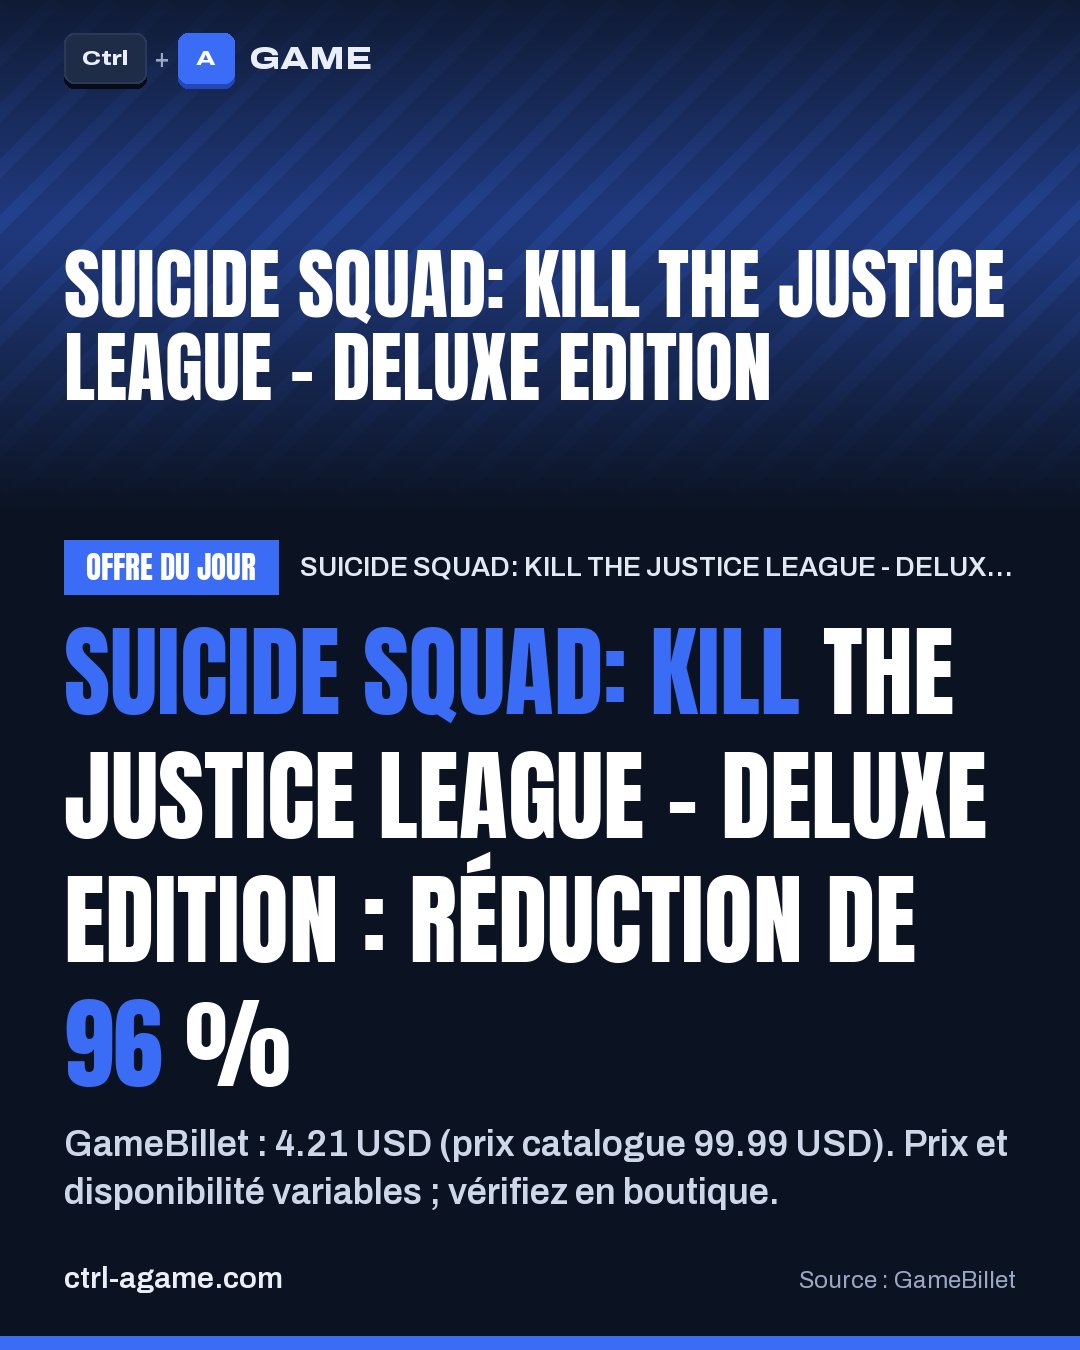 Ctrl + A GAME
SUICIDE SQUAD: KILL THE JUSTICE
LEAGUE - DELUXE EDITION
OFFRE DU JOUR SUICIDE SQUAD: KILL THE JUSTICE LEAGUE - DELUX...
SUICIDE SQUAD: KILL THE
JUSTICE LEAGUE - DELUXE
EDITION : RÉDUCTION DE
96 %
GameBillet : 4.21 USD (prix catalogue 99.99 USD). Prix et
disponibilité variables ; vérifiez en boutique.
ctrl-agame.com Source : GameBillet